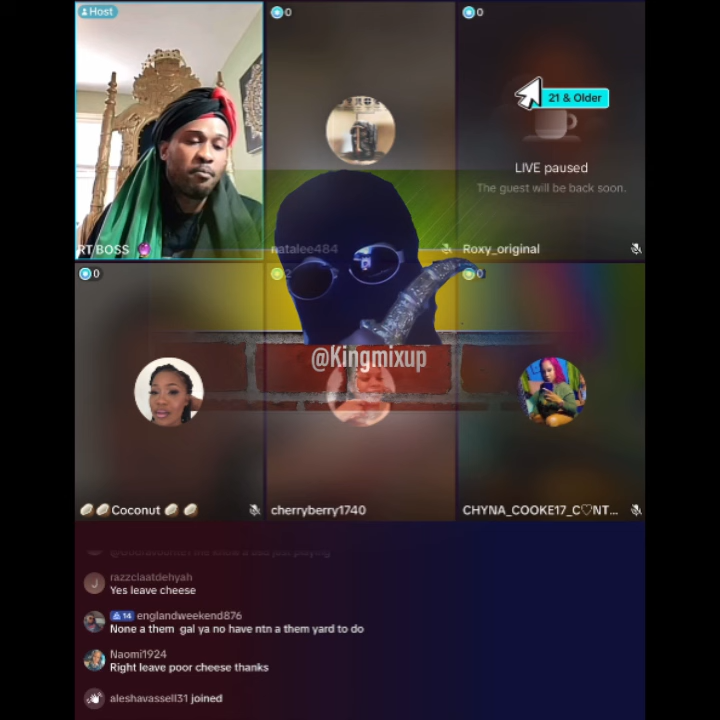 Host
0
0
21 & Older
LIVE paused
The guest will be back soon.
RT BOSS
natalee484
Roxy_original
0
2
@Kingmixup
Coconut
cherryberry1740
CHYNA_COOKE17_C♡NT...
razzclaatdehyah
J
Yes leave cheese
14 englandweekend876
None a them gal ya no have ntn a them yard to do
Naomi1924
Right leave poor cheese thanks
aleshavassell31 joined